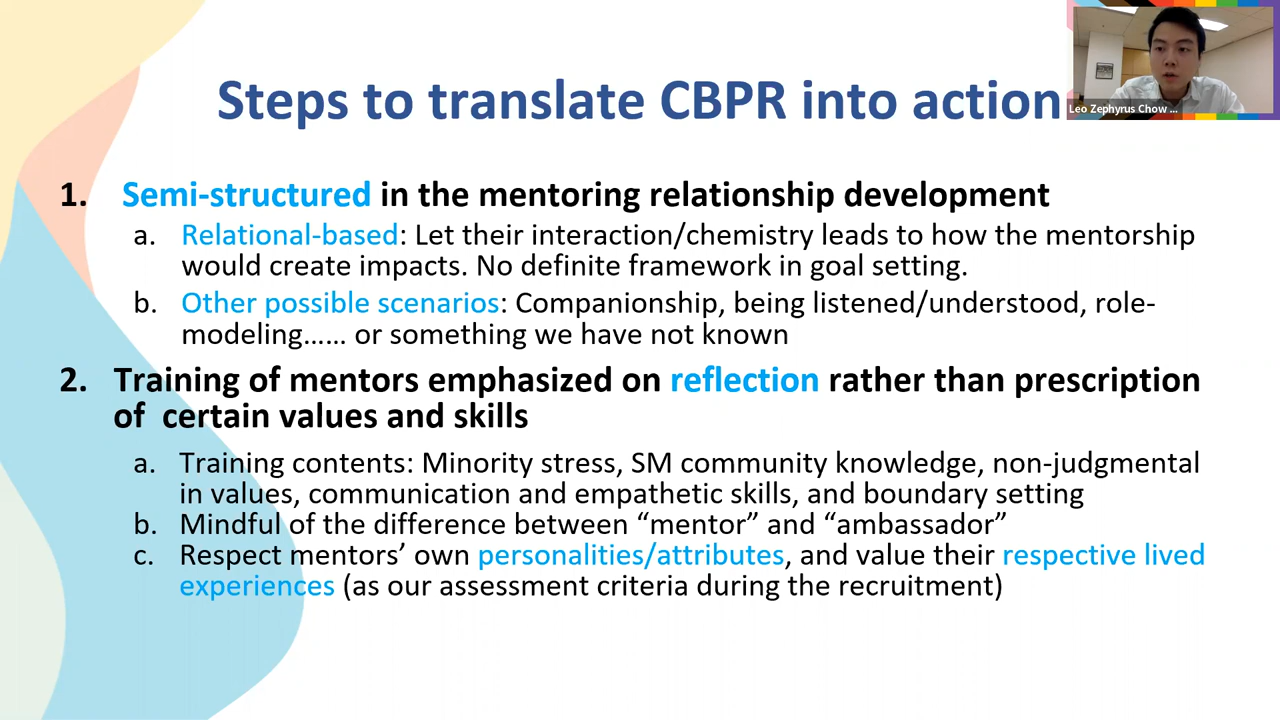 Steps to translate CBPR into action
Leo Zephyrus Chow ...
1. Semi-structured in the mentoring relationship development
a. Relational-based: Let their interaction/chemistry leads to how the mentorship
would create impacts. No definite framework in goal setting.
b. Other possible scenarios: Companionship, being listened/understood, role-
modeling…… or something we have not known
2. Training of mentors emphasized on reflection rather than prescription
of certain values and skills
a. Training contents: Minority stress, SM community knowledge, non-judgmental
in values, communication and empathetic skills, and boundary setting
b. Mindful of the difference between “mentor” and “ambassador”
c. Respect mentors’ own personalities/attributes, and value their respective lived
experiences (as our assessment criteria during the recruitment)